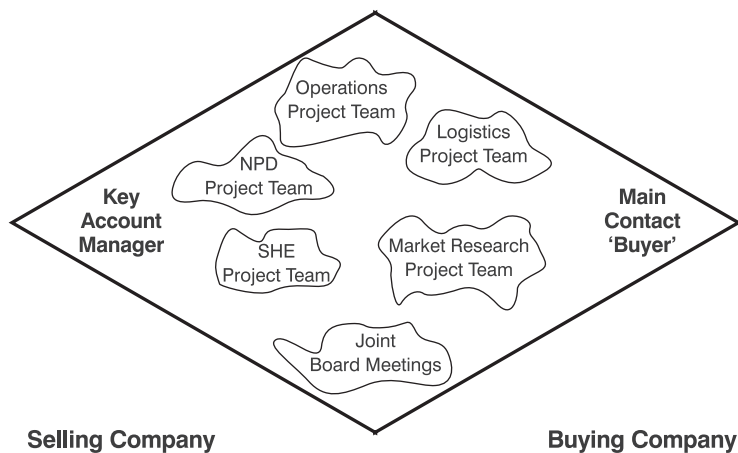 Operations
Project Team
Logistics
Project Team
NPD
Project Team
Key
Account
Manager
Main
Contact
‘Buyer’
SHE
Project Team
Market Research
Project Team
Joint
Board Meetings
Selling Company
Buying Company